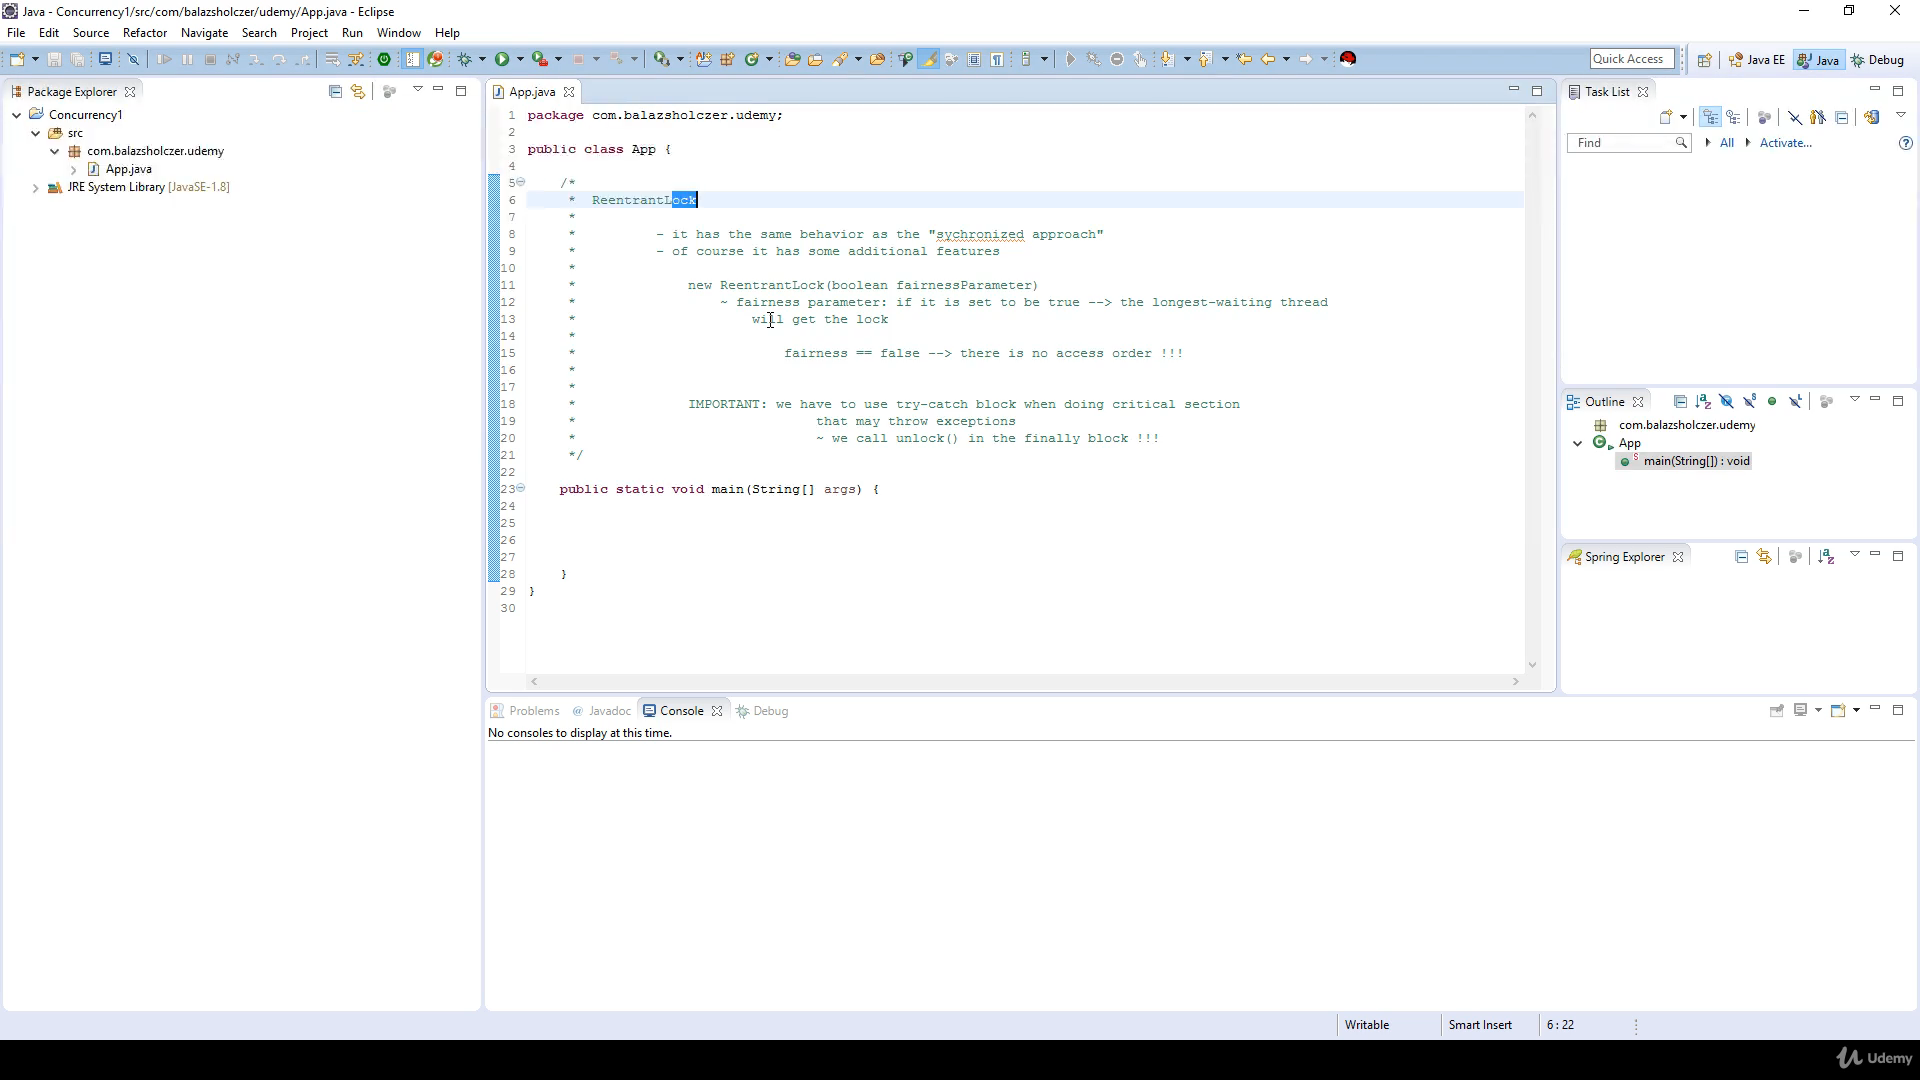 Java - Concurrency1/src/com/balazsholczer/udemy/App.java - Eclipse
File Edit Source Refactor Navigate Search Project Run Window Help
Quick Access
Java EE
Java
Debug
Package Explorer
Concurrency1
src
com.balazsholczer.udemy
App.java
JRE System Library [JavaSE-1.8]
App.java
1 package com.balazsholczer.udemy;
2
3 public class App {
4
5 /*
6 * ReentrantLock
7 *
8 * - it has the same behavior as the "sychronized approach"
9 * - of course it has some additional features
10 *
11 * new ReentrantLock(boolean fairnessParameter)
12 * ~ fairness parameter: if it is set to be true --> the longest-waiting thread
13 * will get the lock
14 *
15 * fairness == false --> there is no access order !!!
16 *
17 *
18 * IMPORTANT: we have to use try-catch block when doing critical section
19 * that may throw exceptions
20 * ~ we call unlock() in the finally block !!!
21 */
22
23 public static void main(String[] args) {
24
25
26
27
28 }
29 }
30
Task List
Find
All
Activate...
Outline
com.balazsholczer.udemy
App
main(String[]) : void
Spring Explorer
Problems
@ Javadoc
Console
Debug
No consoles to display at this time.
Writable
Smart Insert
6 : 22
Udemy